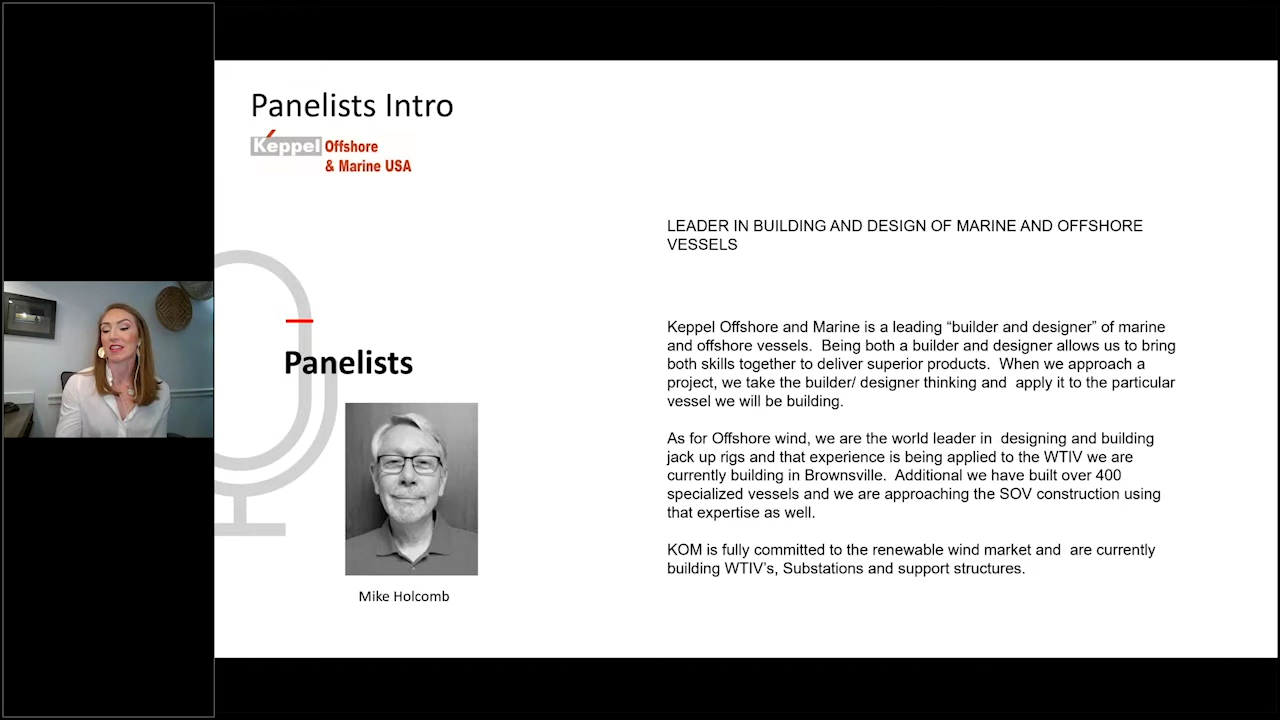 Panelists Intro
Keppel Offshore
& Marine USA
Panelists
Mike Holcomb
LEADER IN BUILDING AND DESIGN OF MARINE AND OFFSHORE
VESSELS
Keppel Offshore and Marine is a leading “builder and designer” of marine
and offshore vessels.  Being both a builder and designer allows us to bring
both skills together to deliver superior products.  When we approach a
project, we take the builder/ designer thinking and  apply it to the particular
vessel we will be building.
As for Offshore wind, we are the world leader in  designing and building
jack up rigs and that experience is being applied to the WTIV we are
currently building in Brownsville.  Additional we have built over 400
specialized vessels and we are approaching the SOV construction using
that expertise as well.
KOM is fully committed to the renewable wind market and  are currently
building WTIV’s, Substations and support structures.